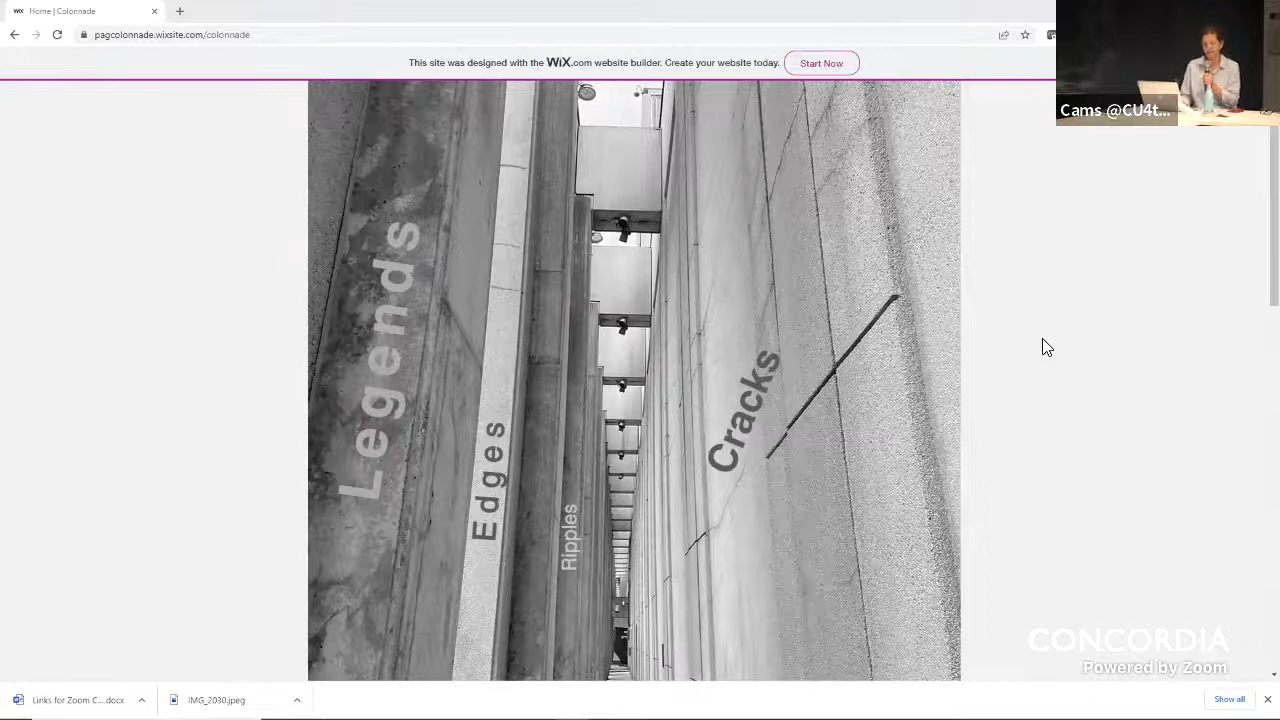 WIX Home | Colonnade
pagcolonnade.wixsite.com/colonnade
This site was designed with the WiX.com website builder. Create your website today. Start Now
Cams @CU4t...
Legends
Edges
Ripples
Cracks
CONCORDIA
Powered by Zoom
Links for Zoom C....docx
IMG_2030.jpeg
Show all